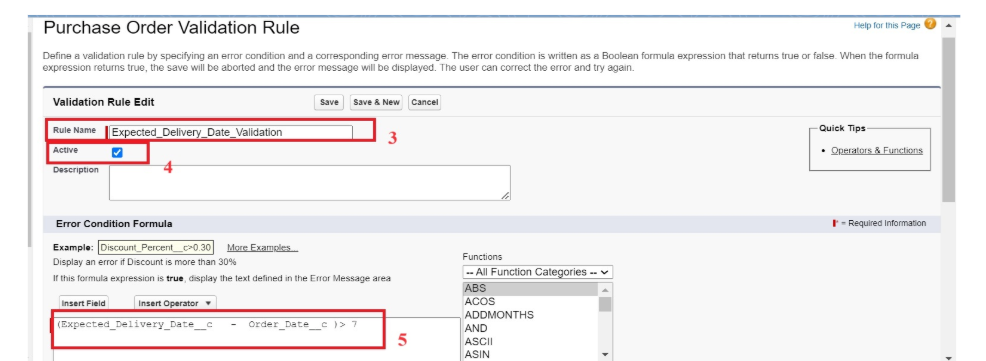 Purchase Order Validation Rule
Help for this Page ?
Define a validation rule by specifying an error condition and a corresponding error message. The error condition is written as a Boolean formula expression that returns true or false. When the formula
expression returns true, the save will be aborted and the error message will be displayed. The user can correct the error and try again.
Validation Rule Edit
Save Save & New Cancel
Rule Name Expected_Delivery_Date_Validation
3
Quick Tips
Active
4
• Operators & Functions
Description
Error Condition Formula
! = Required Information
Example: Discount_Percent__c>0.30 More Examples...
Display an error if Discount is more than 30%
If this formula expression is true, display the text defined in the Error Message area
Functions
-- All Function Categories --
Insert Field Insert Operator
ABS
ACOS
ADDMONTHS
AND
ASCII
ASIN
(Expected_Delivery_Date__c - Order_Date__c )> 7
5